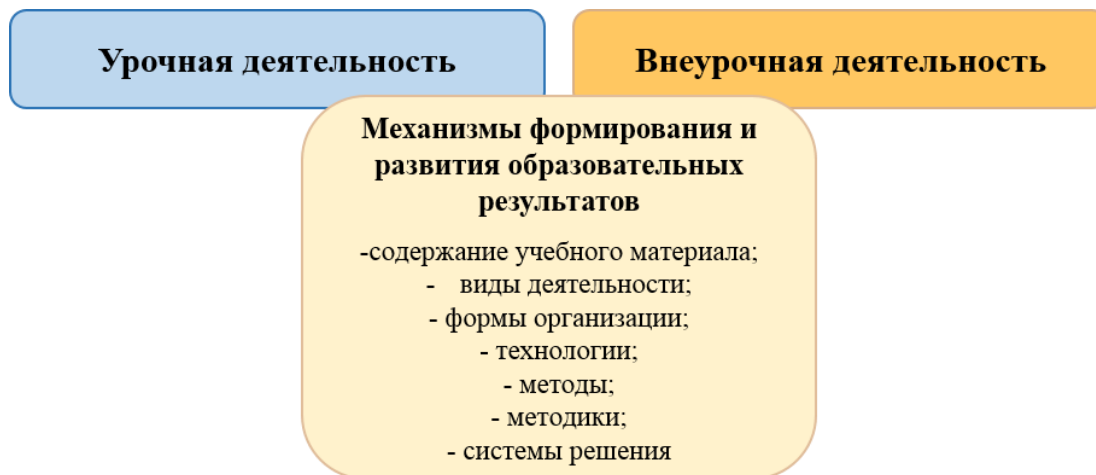 Урочная деятельность
Внеурочная деятельность
Механизмы формирования и
развития образовательных
результатов
-содержание учебного материала;
- виды деятельности;
- формы организации;
- технологии;
- методы;
- методики;
- системы решения